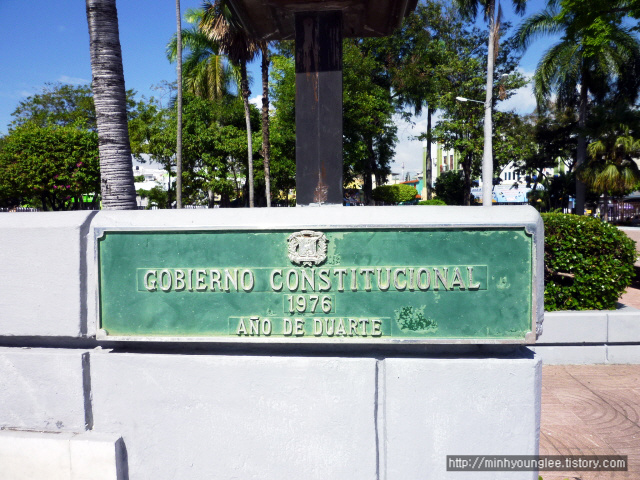 GOBIERNO CONSTITUCIONAL
1976
AÑO DE DUARTE
http://minhyounglee.tistory.com